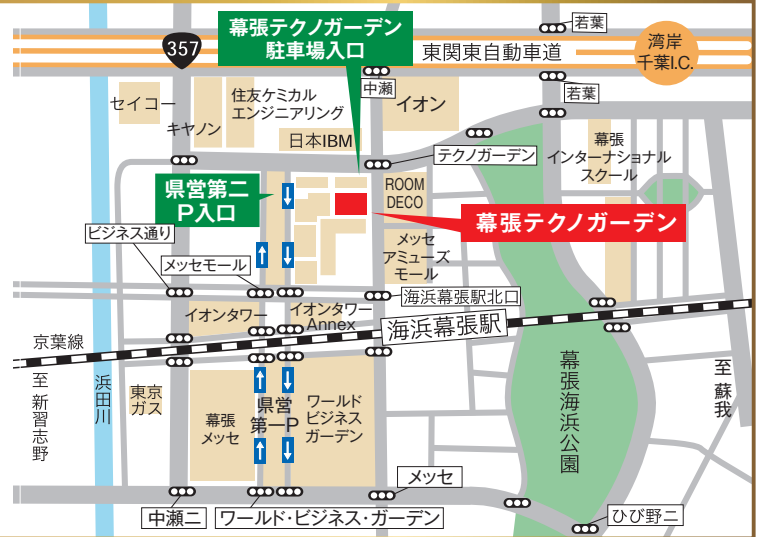 若葉
幕張テクノガーデン
駐車場入口
357
東関東自動車道
湾岸
千葉I.C.
中瀬
若葉
セイコー
キヤノン
住友ケミカル
エンジニアリング
イオン
日本IBM
テクノガーデン
幕張
インターナショナル
スクール
県営第二
P入口
ROOM
DECO
幕張テクノガーデン
ビジネス通り
メッセモール
メッセ
アミューズ
モール
海浜幕張駅北口
イオンタワー
イオンタワー
Annex
海浜幕張駅
京葉線
至新習志野
浜田川
東京
ガス
幕張
メッセ
県営
第一P
ワールド
ビジネス
ガーデン
幕張海浜公園
至蘇我
メッセ
中瀬二
ワールド・ビジネス・ガーデン
ひび野二